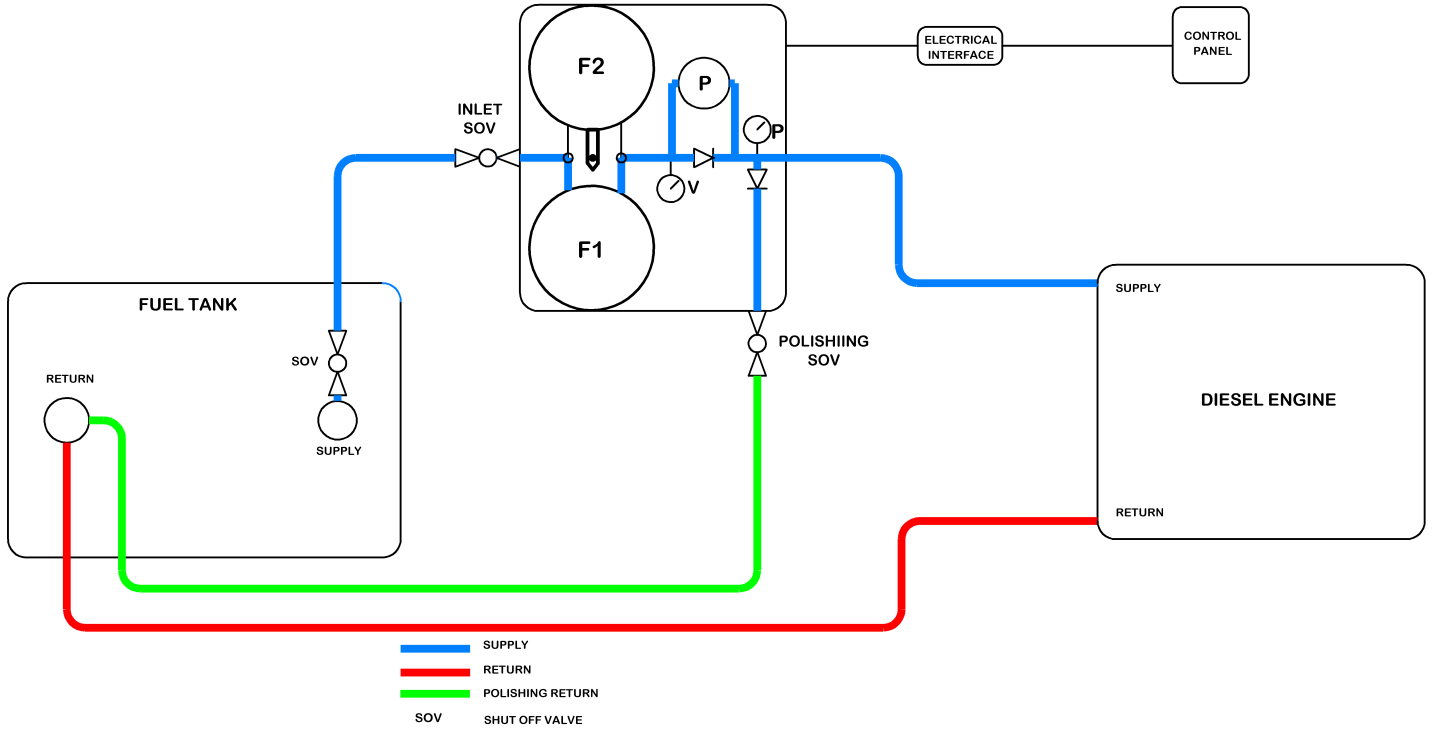 F2
P
ELECTRICAL
INTERFACE
CONTROL
PANEL
INLET
SOV
P
V
F1
FUEL TANK
SUPPLY
SOV
POLISHIING
SOV
RETURN
DIESEL ENGINE
SUPPLY
RETURN
SUPPLY
RETURN
POLISHING RETURN
SOV SHUT OFF VALVE